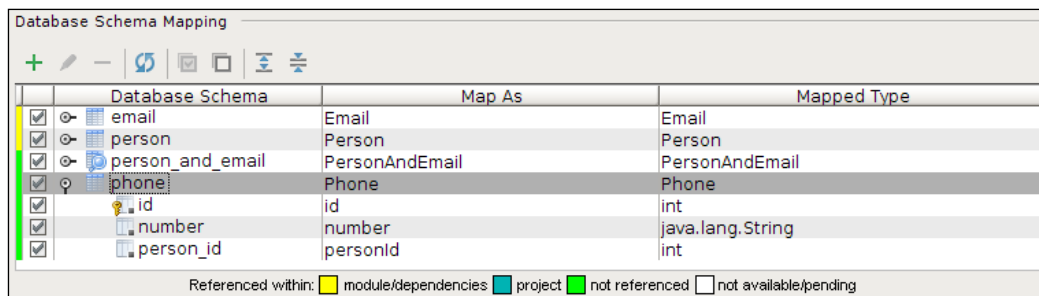 Database Schema Mapping
Database Schema Map As Mapped Type
email Email Email
person Person Person
person_and_email PersonAndEmail PersonAndEmail
phone Phone Phone
id id int
number number java.lang.String
person_id personId int
Referenced within: module/dependencies project not referenced not available/pending